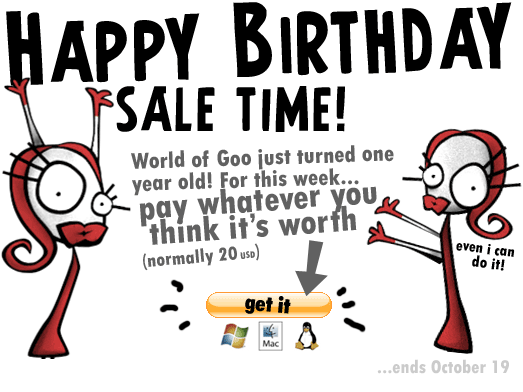 HAPPY BIRTHDAY
SALE TIME!
World of Goo just turned one
year old! For this week...
pay whatever you
think it's worth
(normally 20 USD)
even i can
do it!
get it
Mac
...ends October 19